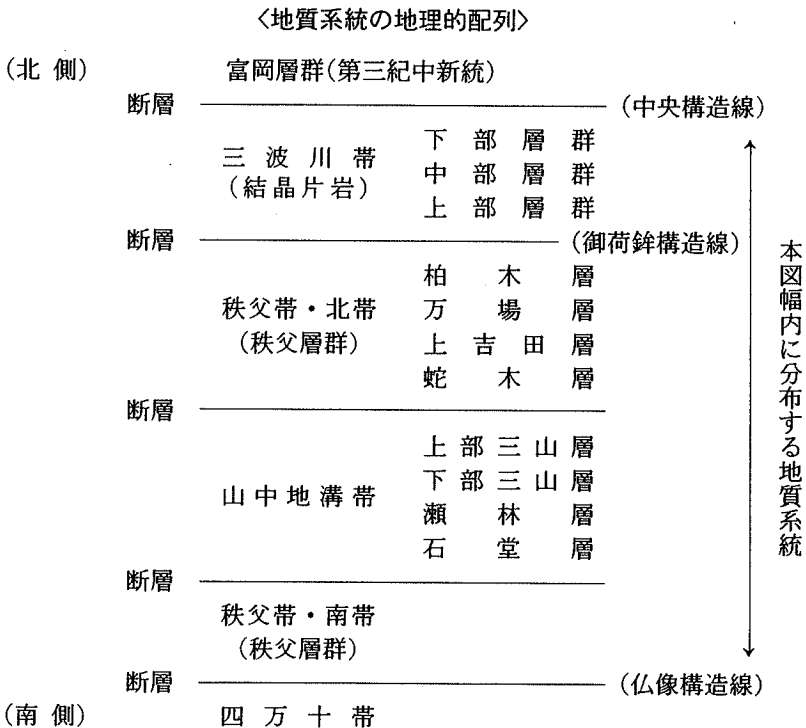 〈地質系統の地理的配列〉
(北側) 富岡層群(第三紀中新統)
断層 (中央構造線)
三波川帯
(結晶片岩)
下部層群
中部層群
上部層群
断層 (御荷鉾構造線)
秩父帯・北帯
(秩父層群)
柏木層
万場層
上吉田層
蛇木層
断層
山中地溝帯
上部三山層
下部三山層
瀬林層
石堂層
断層
秩父帯・南帯
(秩父層群)
断層 (仏像構造線)
(南側) 四万十帯
本図幅内に分布する地質系統